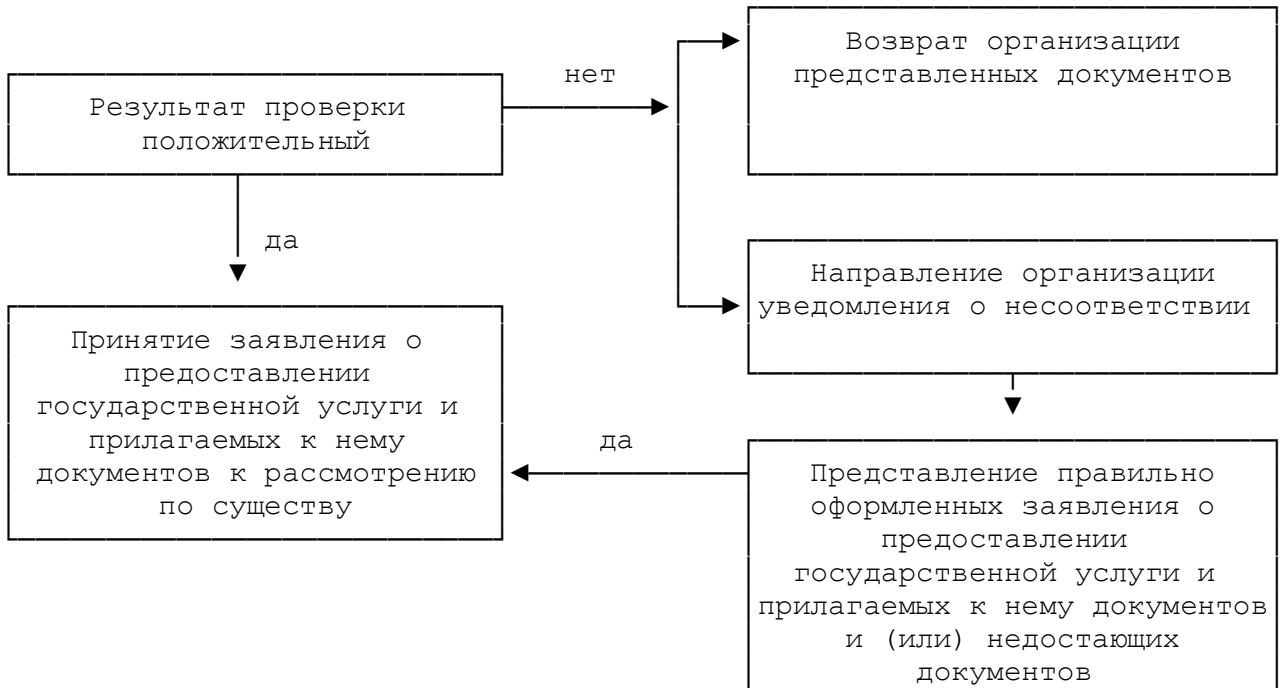 Возврат организации
представленных документов
нет
Результат проверки
положительный
да
Направление организации
уведомления о несоответствии
Принятие заявления о
предоставлении
государственной услуги и
прилагаемых к нему
документов к рассмотрению
по существу
да
Представление правильно
оформленных заявления о
предоставлении
государственной услуги и
прилагаемых к нему документов
и (или) недостающих
документов